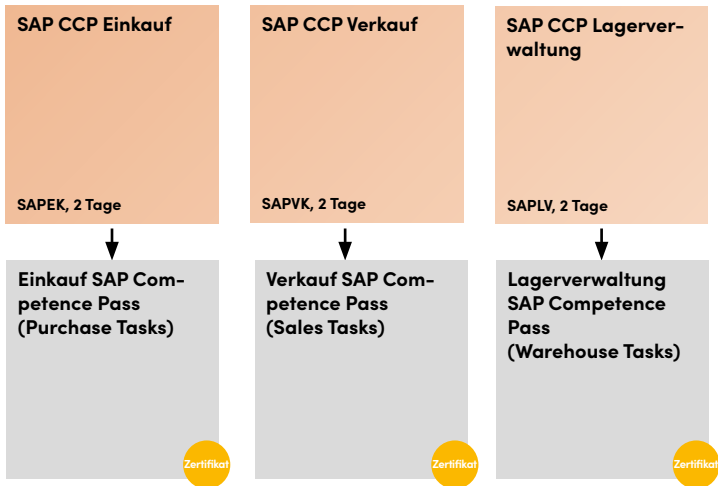 SAP CCP Einkauf
SAPEK, 2 Tage
SAP CCP Verkauf
SAPVK, 2 Tage
SAP CCP Lagerver-
waltung
SAPLV, 2 Tage
Einkauf SAP Com-
petence Pass
(Purchase Tasks)
Zertifikat
Verkauf SAP Com-
petence Pass
(Sales Tasks)
Zertifikat
Lagerverwaltung
SAP Competence
Pass
(Warehouse Tasks)
Zertifikat